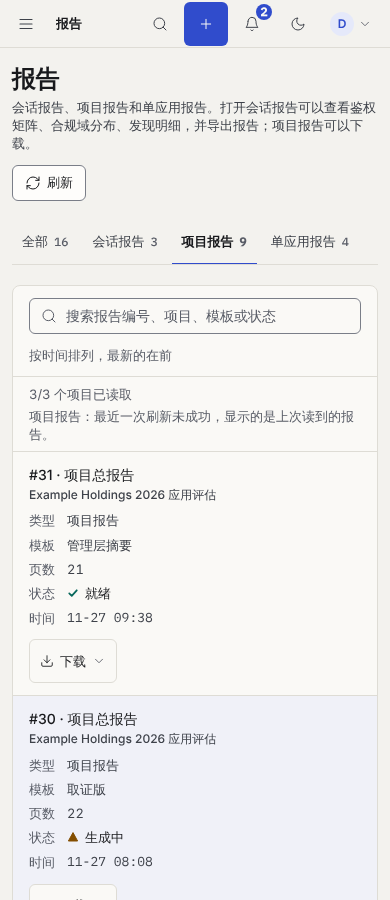 报告
2
D
报告
会话报告、项目报告和单应用报告。打开会话报告可以查看鉴权
矩阵、合规域分布、发现明细，并导出报告；项目报告可以下
载。
刷新
全部 16 会话报告 3 项目报告 9 单应用报告 4
搜索报告编号、项目、模板或状态
按时间排列，最新的在前
3/3 个项目已读取
项目报告：最近一次刷新未成功，显示的是上次读到的报
告。
#31 · 项目总报告
Example Holdings 2026 应用评估
类型 项目报告
模板 管理层摘要
页数 21
状态 就绪
时间 11-27 09:38
下载
#30 · 项目总报告
Example Holdings 2026 应用评估
类型 项目报告
模板 取证版
页数 22
状态 生成中
时间 11-27 08:08